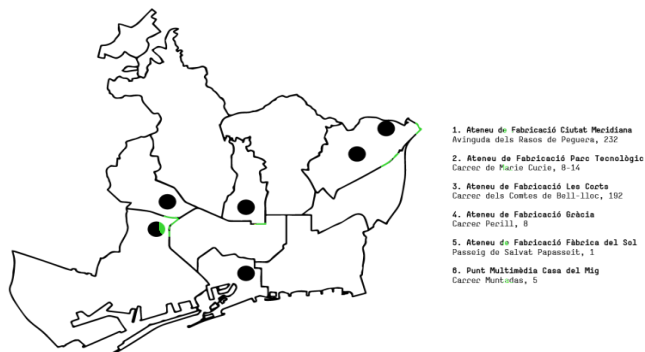 1. Ateneu de Fabricació Ciutat Meridiana
Avinguda dels Rasos de Peguera, 232
2. Ateneu de Fabricació Parc Tecnològic
Carrer de Marie Curie, 8-14
3. Ateneu de Fabricació Les Corts
Carrer dels Comtes de Bell-lloc, 192
4. Ateneu de Fabricació Gràcia
Carrer Perill, 8
5. Ateneu de Fabricació Fàbrica del Sol
Passeig de Salvat Papasseit, 1
6. Punt Multimèdia Casa del Mig
Carrer Muntadas, 5